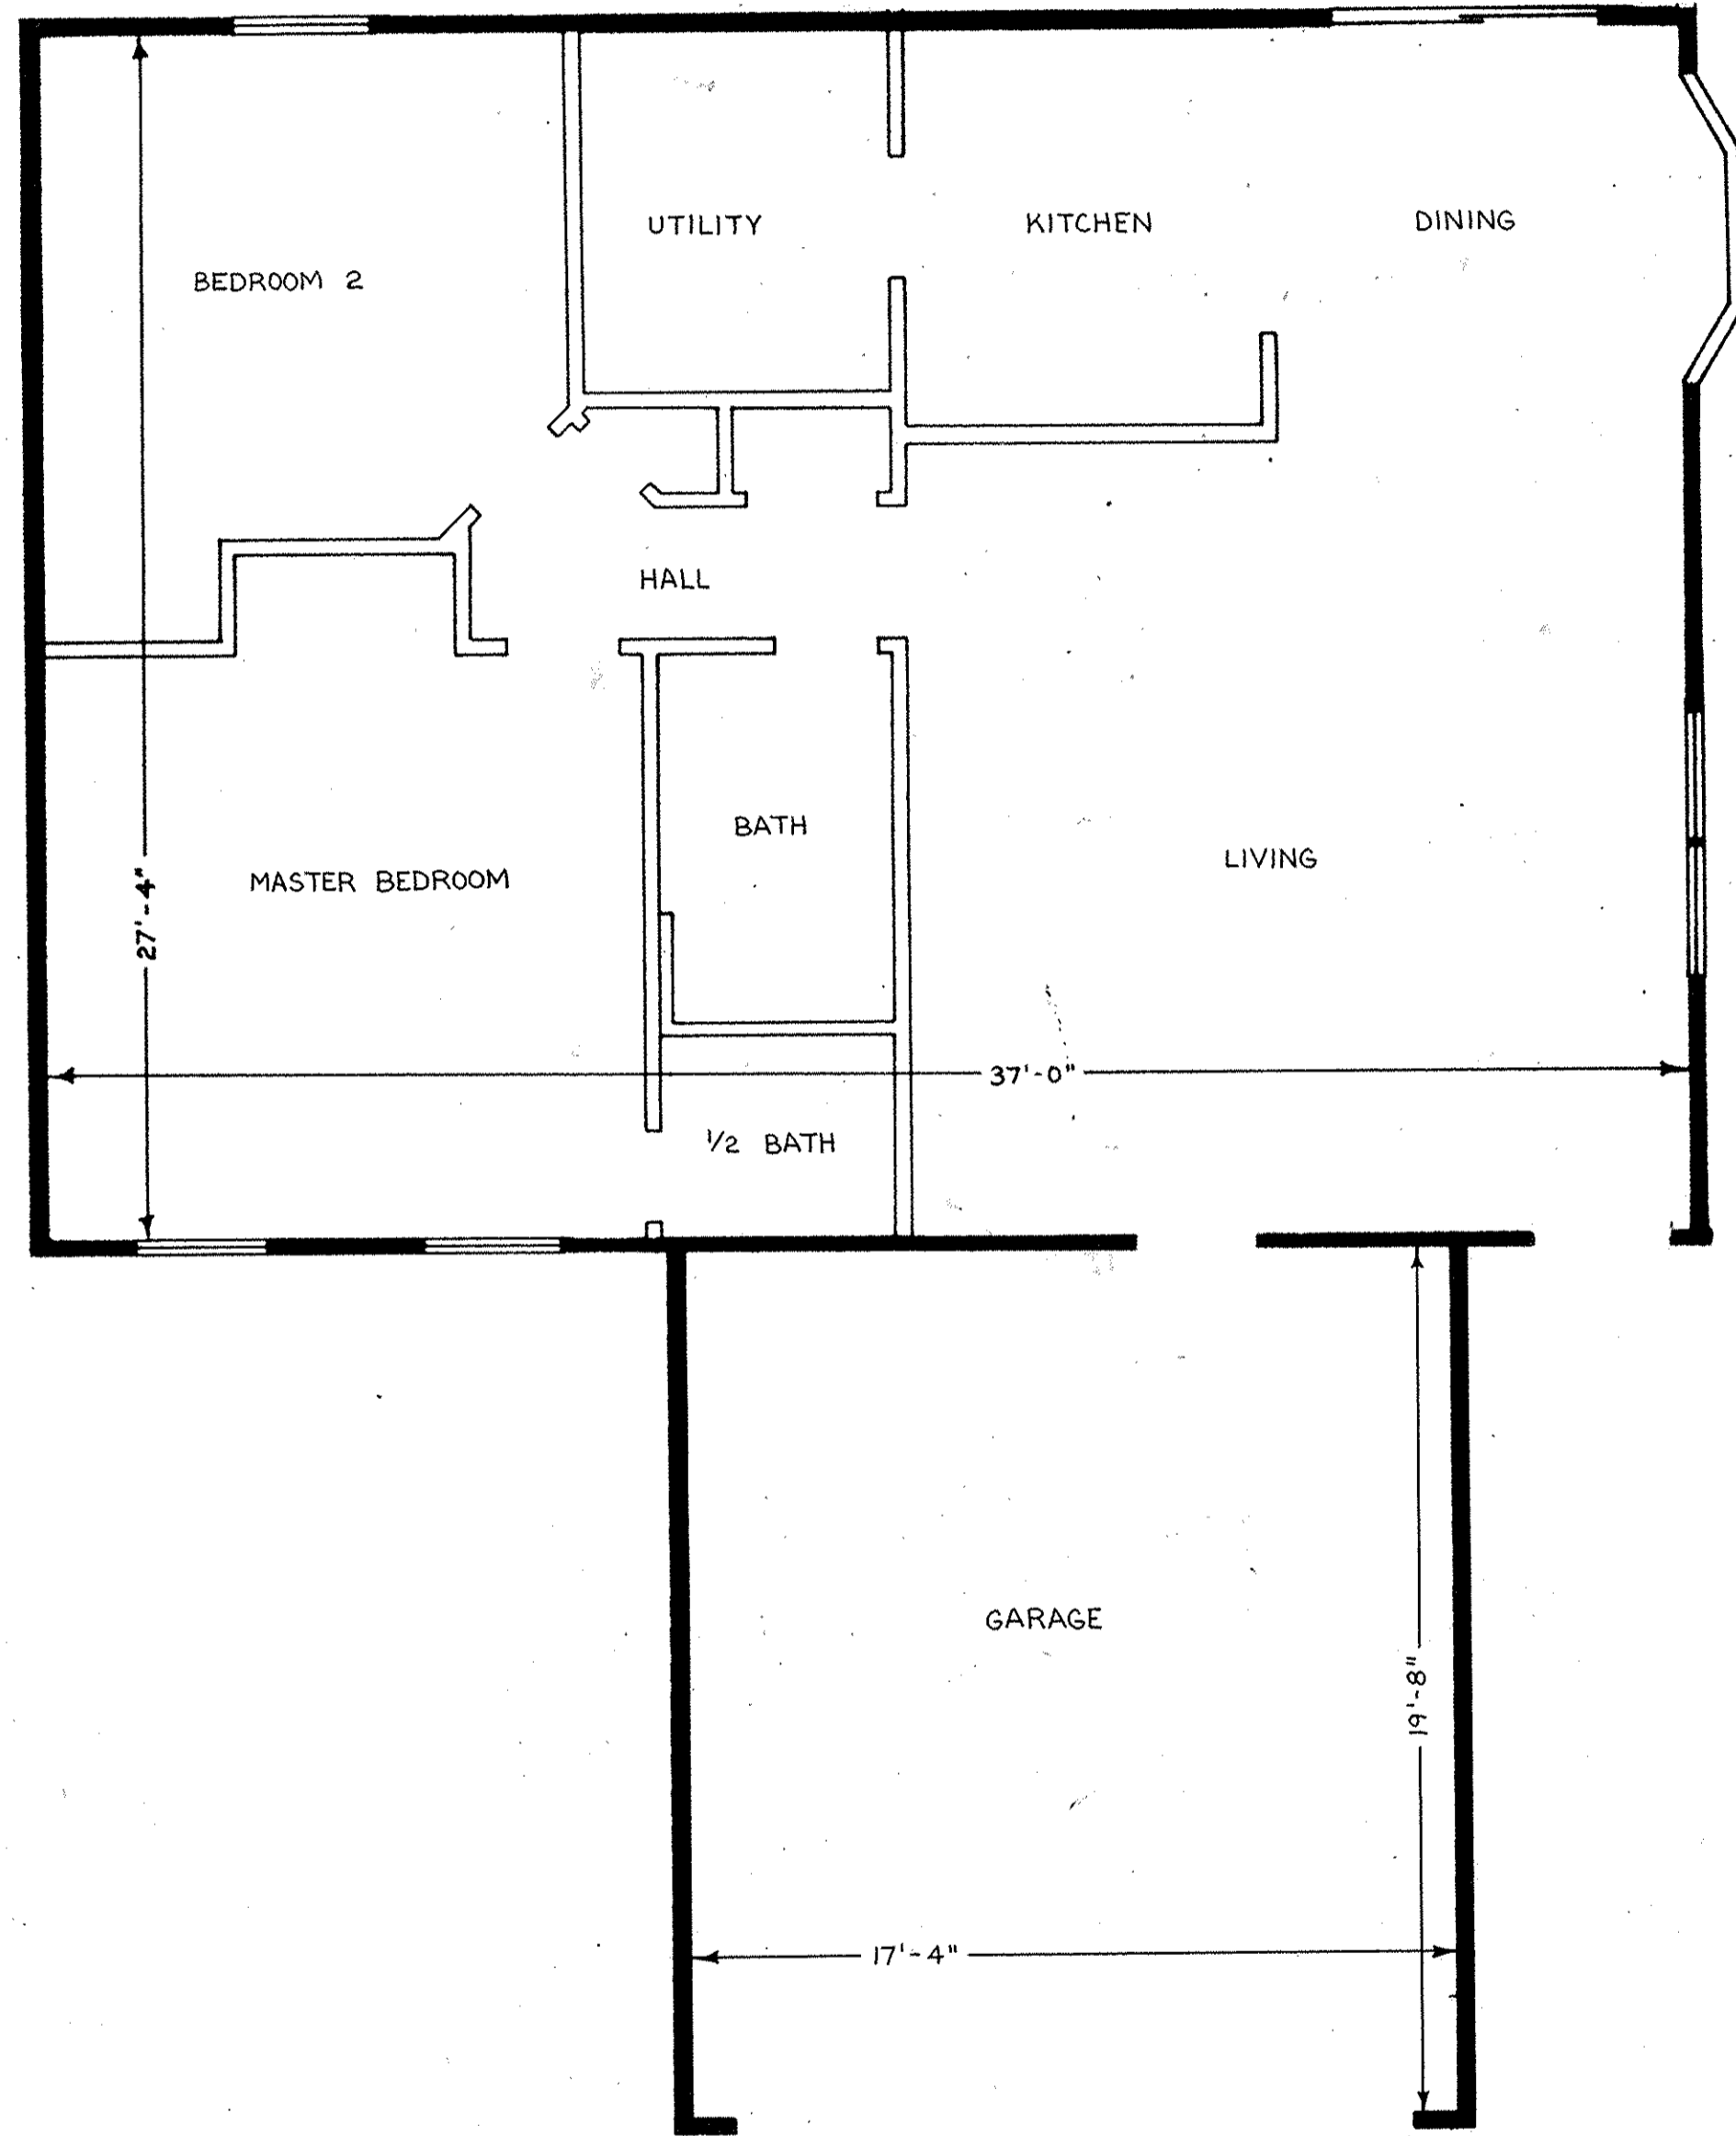 UTILITY
KITCHEN
DINING
BEDROOM 2
HALL
BATH
LIVING
MASTER BEDROOM
27'-4"
37'-0"
1/2 BATH
GARAGE
19'-8"
17'-4"